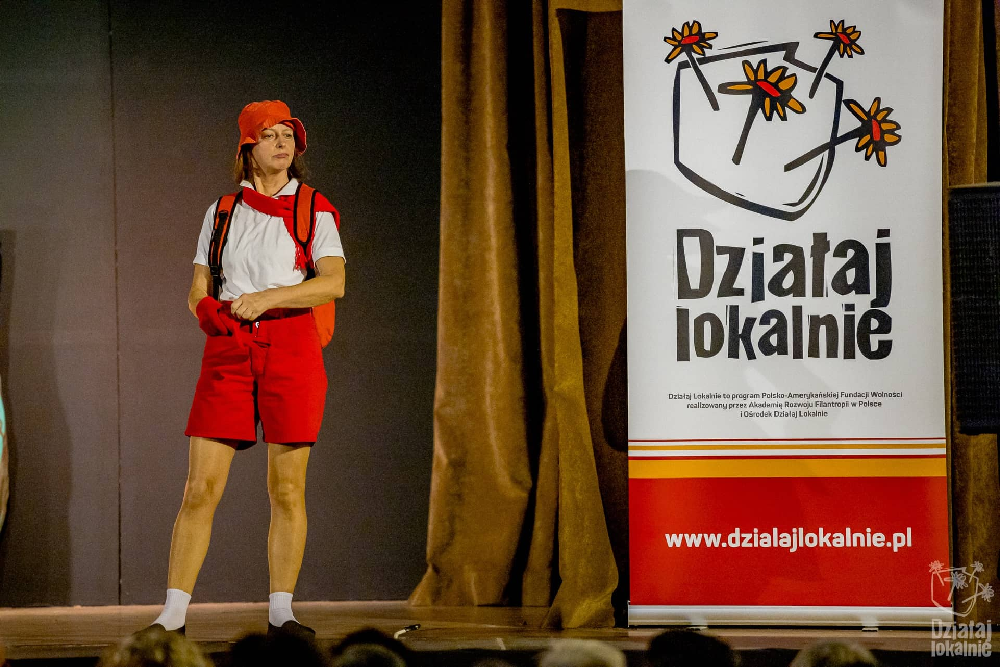 Działaj
lokalnie
Działaj Lokalnie to program Polsko-Amerykańskiej Fundacji Wolności
realizowany przez Akademię Rozwoju Filantropii w Polsce
i Ośrodek Działaj Lokalnie
www.dzialajlokalnie.pl
Działaj
lokalnie